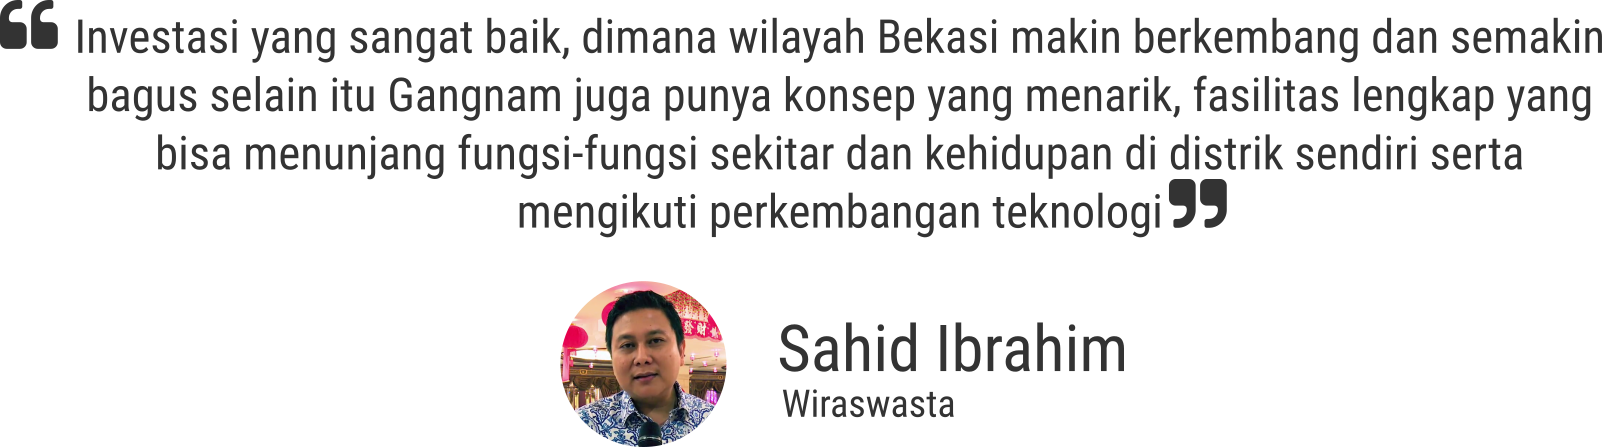 “ Investasi yang sangat baik, dimana wilayah Bekasi makin berkembang dan semakin
bagus selain itu Gangnam juga punya konsep yang menarik, fasilitas lengkap yang
bisa menunjang fungsi-fungsi sekitar dan kehidupan di distrik sendiri serta
mengikuti perkembangan teknologi ”
發財
Sahid Ibrahim
Wiraswasta